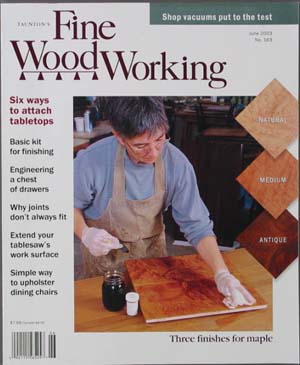 Shop vacuums put to the test
TAUNTON'S
Fine
WoodWorking
June 2003
No. 163
Six ways
to attach
tabletops
Basic kit
for finishing
Engineering
a chest
of drawers
Why joints
don't always fit
Extend your
tablesaw's
work surface
Simple way
to upholster
dining chairs
NATURAL
MEDIUM
ANTIQUE
Three finishes for maple